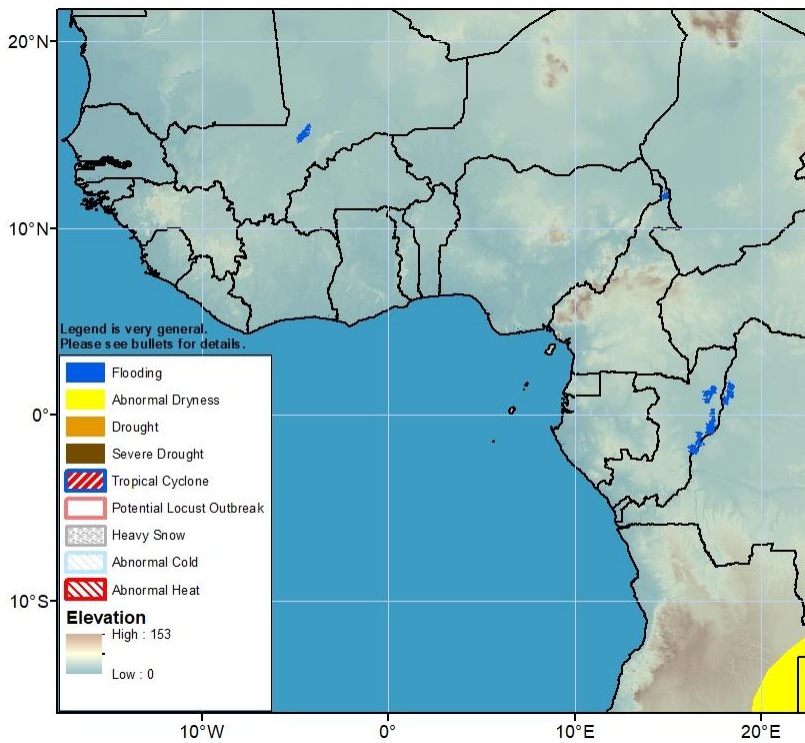 20°N
10°N
0°
10°S
Legend is very general.
Please see bullets for details.
Flooding
Abnormal Dryness
Drought
Severe Drought
Tropical Cyclone
Potential Locust Outbreak
Heavy Snow
Abnormal Cold
Abnormal Heat
Elevation
High : 153
Low : 0
10°W
0°
10°E
20°E